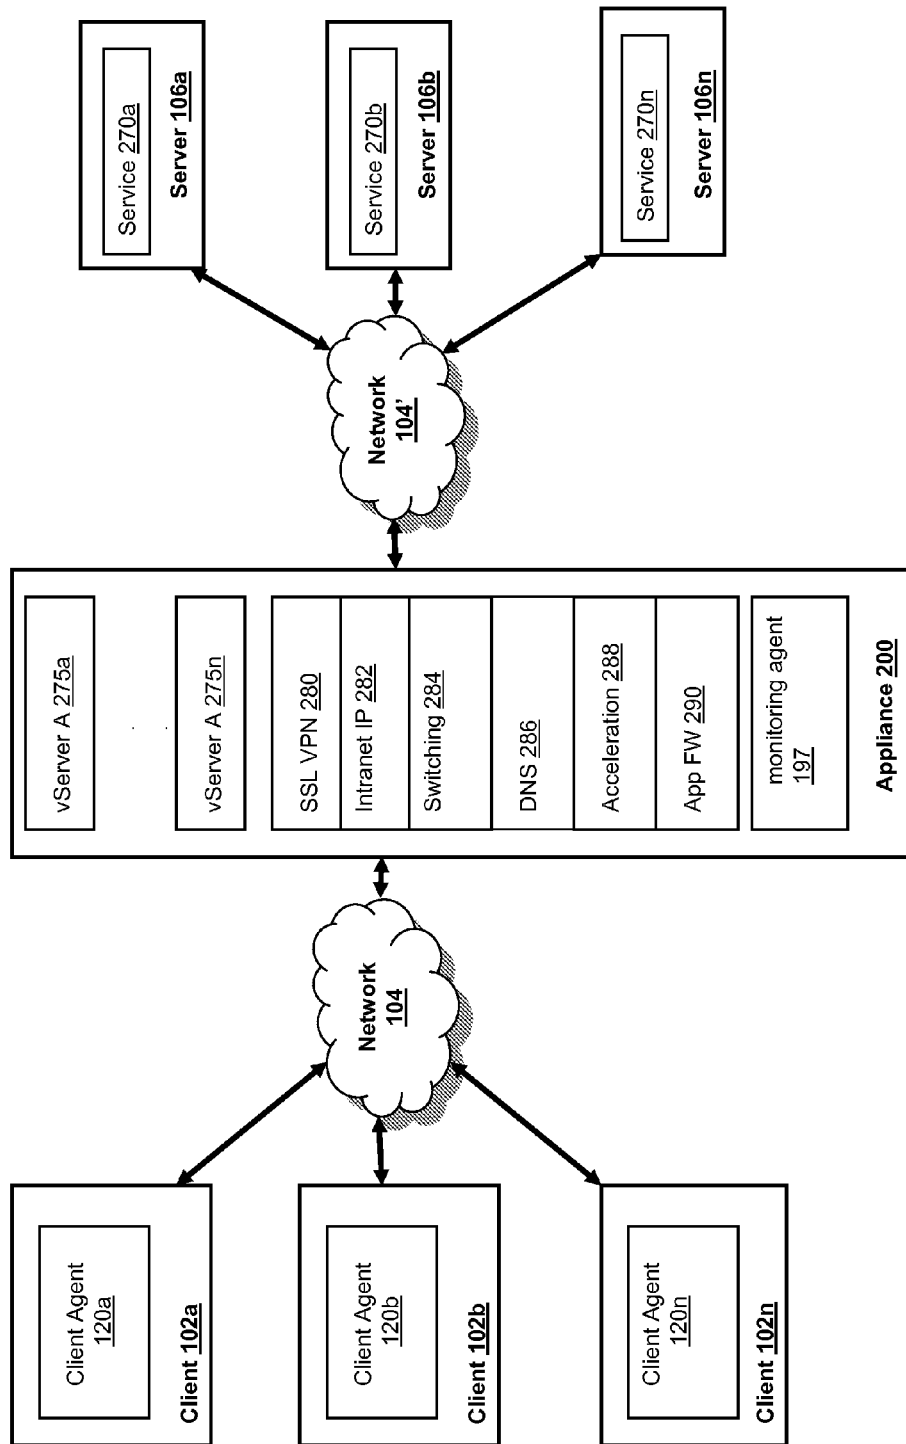 Client Agent
120a
Client 102a
Client Agent
120b
Client 102b
Client Agent
120n
Client 102n
Network
104
vServer A 275a
vServer A 275n
SSL VPN 280
Intranet IP 282
Switching 284
DNS 286
Acceleration 288
App FW 290
monitoring agent
197
Appliance 200
Network
104'
Service 270a
Server 106a
Service 270b
Server 106b
Service 270n
Server 106n